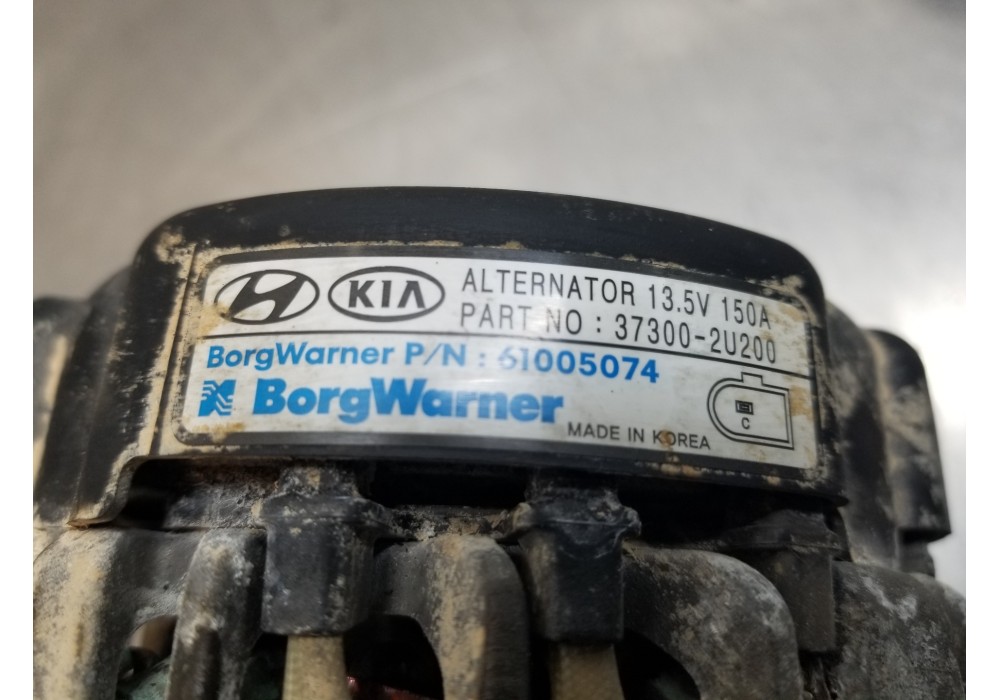 KIA ALTERNATOR 13.5V 150A
PART NO : 37300-2U200
BorgWarner P/N : 61005074
BorgWarner
MADE IN KOREA
C